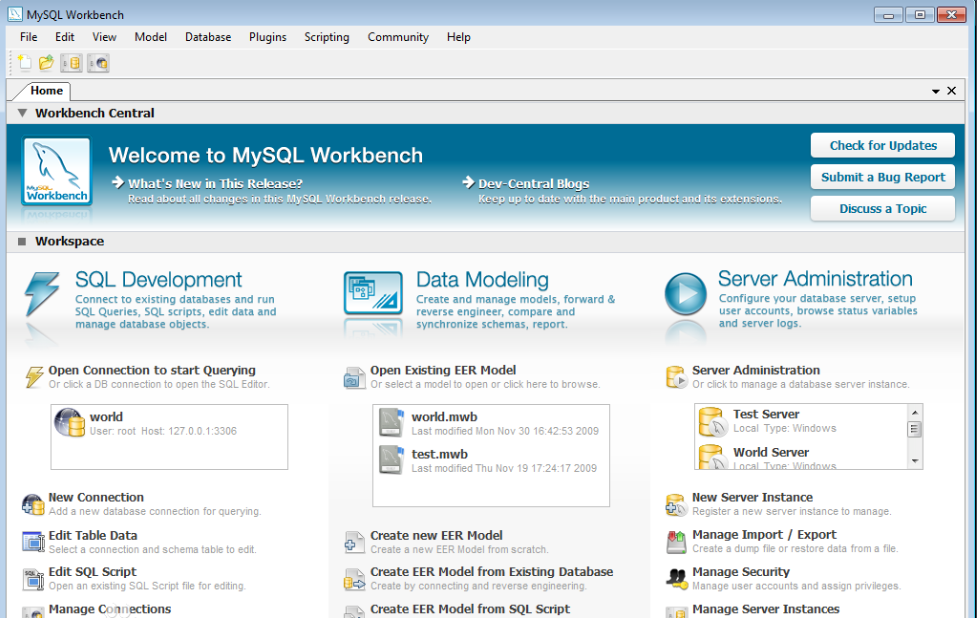 MySQL Workbench
File Edit View Model Database Plugins Scripting Community Help
Home
Workbench Central
MySQL
Workbench
Welcome to MySQL Workbench
What's New in This Release?
Read about all changes in this MySQL Workbench release.
Dev-Central Blogs
Keep up to date with the main product and its extensions.
Check for Updates
Submit a Bug Report
Discuss a Topic
Workspace
SQL Development
Connect to existing databases and run
SQL Queries, SQL scripts, edit data and
manage database objects.
Open Connection to start Querying
Or click a DB connection to open the SQL Editor.
world
User: root Host: 127.0.0.1:3306
New Connection
Add a new database connection for querying.
Edit Table Data
Select a connection and schema table to edit.
Edit SQL Script
Open an existing SQL Script file for editing.
Manage Connections
Data Modeling
Create and manage models, forward &
reverse engineer, compare and
synchronize schemas, report.
Open Existing EER Model
Or select a model to open or click here to browse.
world.mwb
Last modified Mon Nov 30 16:42:53 2009
test.mwb
Last modified Thu Nov 19 17:24:17 2009
Create new EER Model
Create a new EER Model from scratch.
Create EER Model from Existing Database
Create by connecting and reverse engineering.
Create EER Model from SQL Script
Server Administration
Configure your database server, setup
user accounts, browse status variables
and server logs.
Server Administration
Or click to manage a database server instance.
Test Server
Local Type: Windows
World Server
Local Type: Windows
New Server Instance
Register a new server instance to manage.
Manage Import / Export
Create a dump file or restore data from a file.
Manage Security
Manage user accounts and assign privileges.
Manage Server Instances